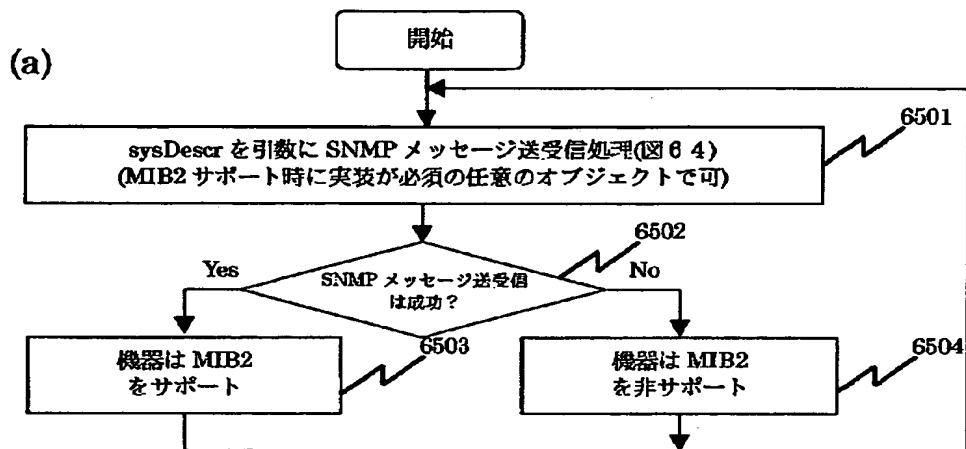 (a)
開始
6501
sysDescr を引数に SNMP メッセージ送受信処理(図６４)
(MIB2 サポート時に実装が必須の任意のオブジェクトで可)
6502
Yes
No
SNMP メッセージ送受信
は成功？
6503
6504
機器は MIB2
をサポート
機器は MIB2
を非サポート